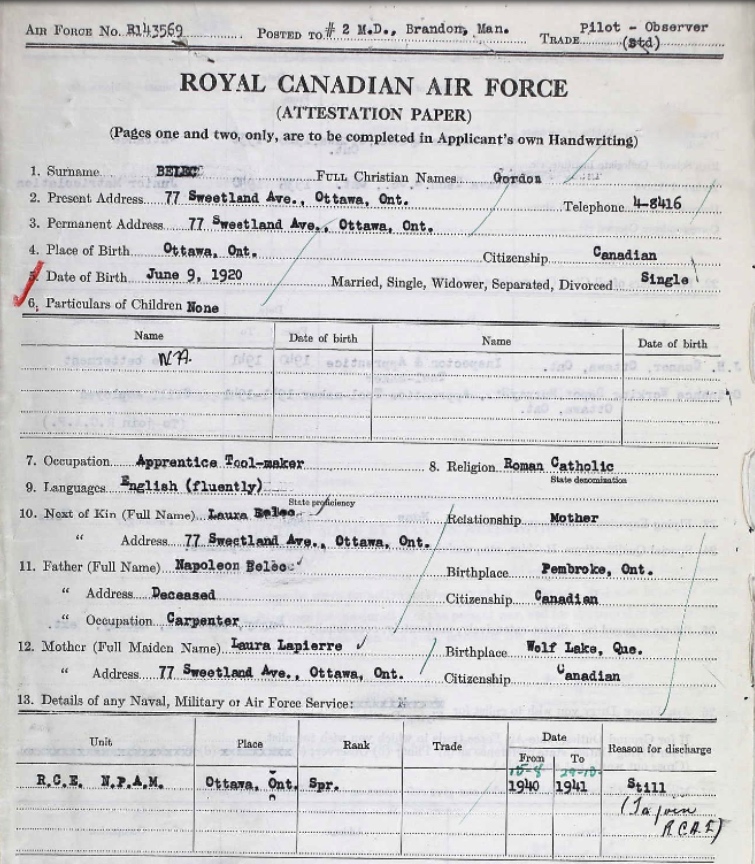 AIR FORCE No. R143569 POSTED TO # 2 M.D., Brandon, Man. TRADE Pilot - Observer (Std)
ROYAL CANADIAN AIR FORCE
(ATTESTATION PAPER)
(Pages one and two, only, are to be completed in Applicant's own Handwriting)
1. Surname BELEC FULL Christian Names Gordon
2. Present Address 77 Sweetland Ave., Ottawa, Ont. Telephone 4-8416
3. Permanent Address 77 Sweetland Ave., Ottawa, Ont.
4. Place of Birth Ottawa, Ont. Citizenship Canadian
5. Date of Birth June 9, 1920 Married, Single, Widower, Separated, Divorced Single
6. Particulars of Children None
Name Date of birth Name Date of birth
N.A.
7. Occupation Apprentice Tool-maker 8. Religion Roman Catholic
State denomination
9. Languages English (fluently)
State proficiency
10. Next of Kin (Full Name) Laura Belec Relationship Mother
" Address 77 Sweetland Ave., Ottawa, Ont.
11. Father (Full Name) Napoleon Belec Birthplace Pembroke, Ont.
" Address Deceased Citizenship Canadian
" Occupation Carpenter
12. Mother (Full Maiden Name) Laura Lapierre Birthplace Wolf Lake, Que.
" Address 77 Sweetland Ave., Ottawa, Ont. Citizenship Canadian
13. Details of any Naval, Military or Air Force Service:
Unit Place Rank Trade Date Reason for discharge
From To
R.C.E. N.P.A.M. Ottawa, Ont. Spr. 1940 1941 Still
(To join
R.C.A.F)